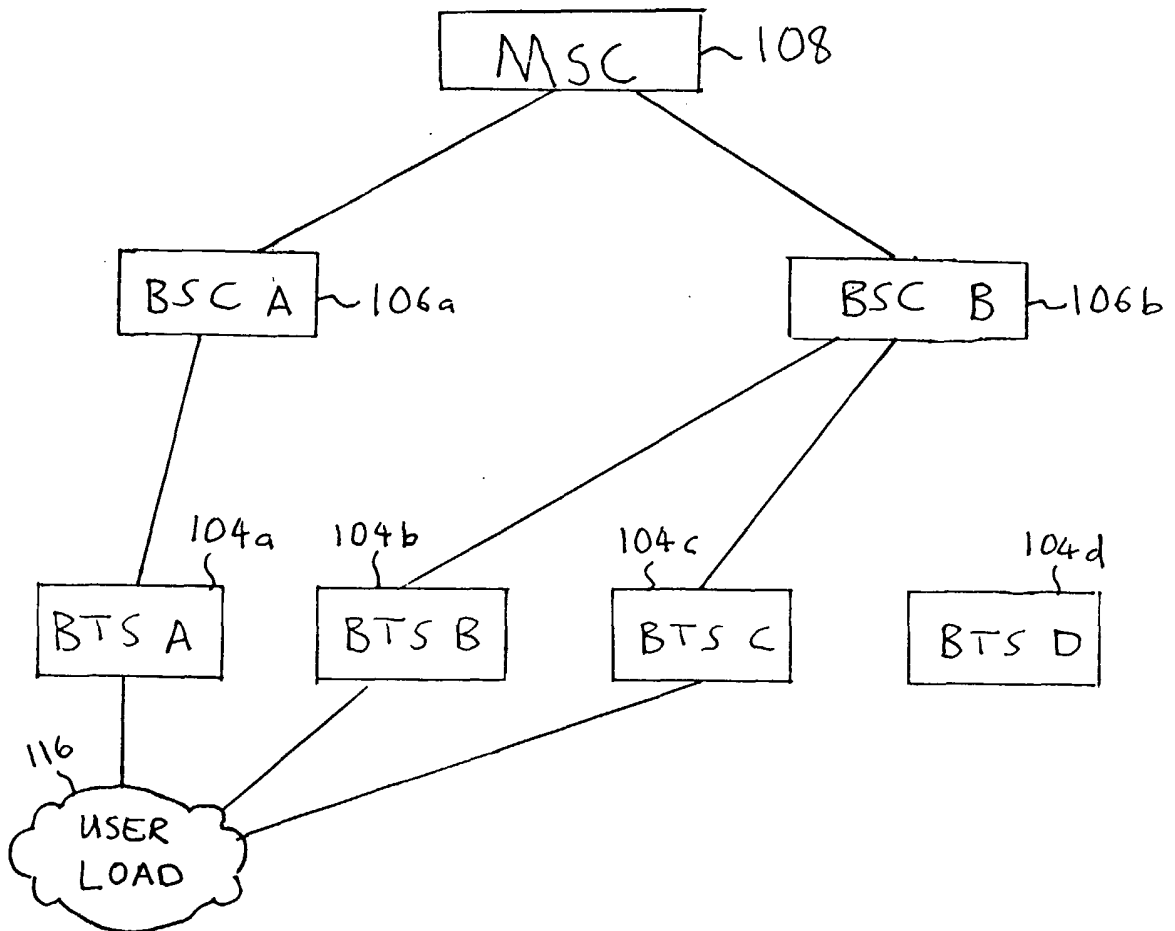 MSC
108
BSC A
106a
BSC B
106b
104a
104b
104c
104d
BTS A
BTS B
BTS C
BTS D
116
USER
LOAD